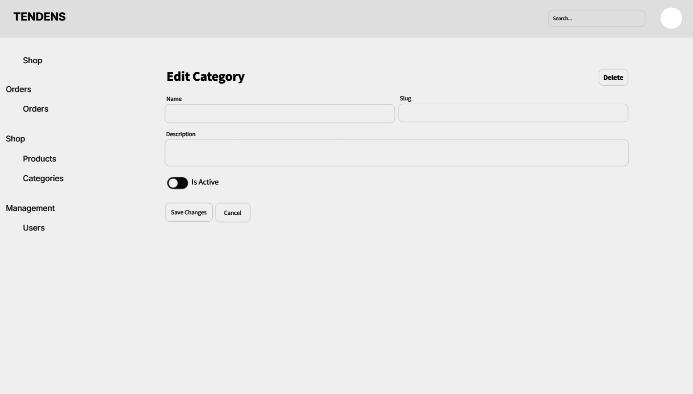 TENDENS
Search...
Shop
Orders
Orders
Shop
Products
Categories
Management
Users
Edit Category
Delete
Name
Slug
Description
Is Active
Save Changes
Cancel